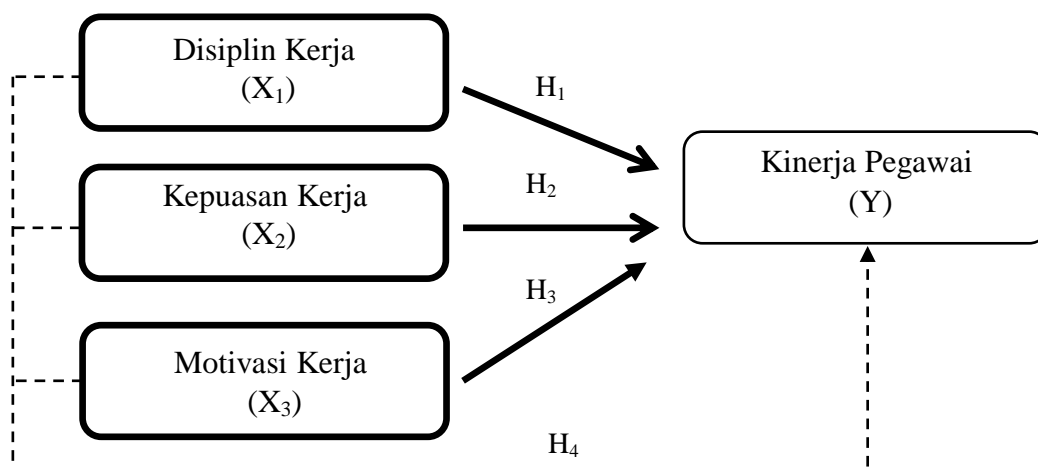 Disiplin Kerja
(X₁)
H₁
Kepuasan Kerja
(X₂)
H₂
Kinerja Pegawai
(Y)
H₃
Motivasi Kerja
(X₃)
H₄